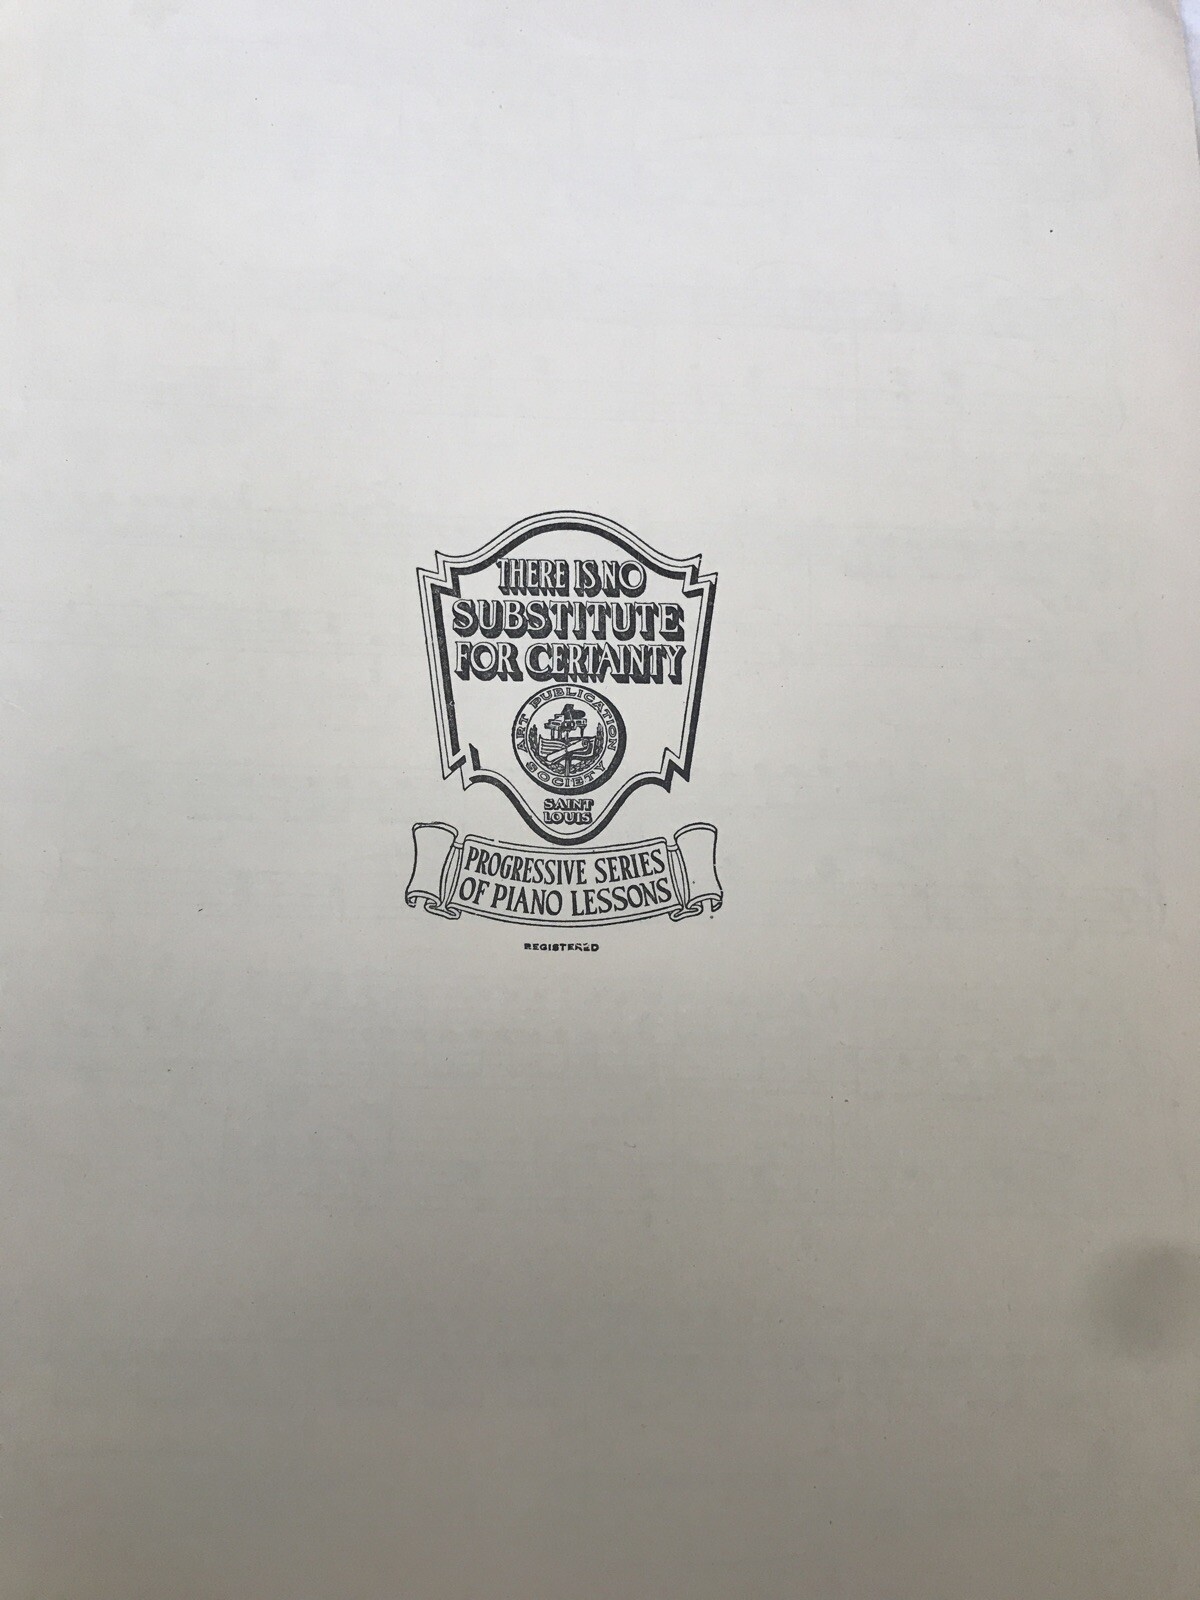 THERE IS NO
SUBSTITUTE
FOR CERTAINTY
ART PUBLICATION
SOCIETY
SAINT
LOUIS
PROGRESSIVE SERIES
OF PIANO LESSONS
REGISTERED